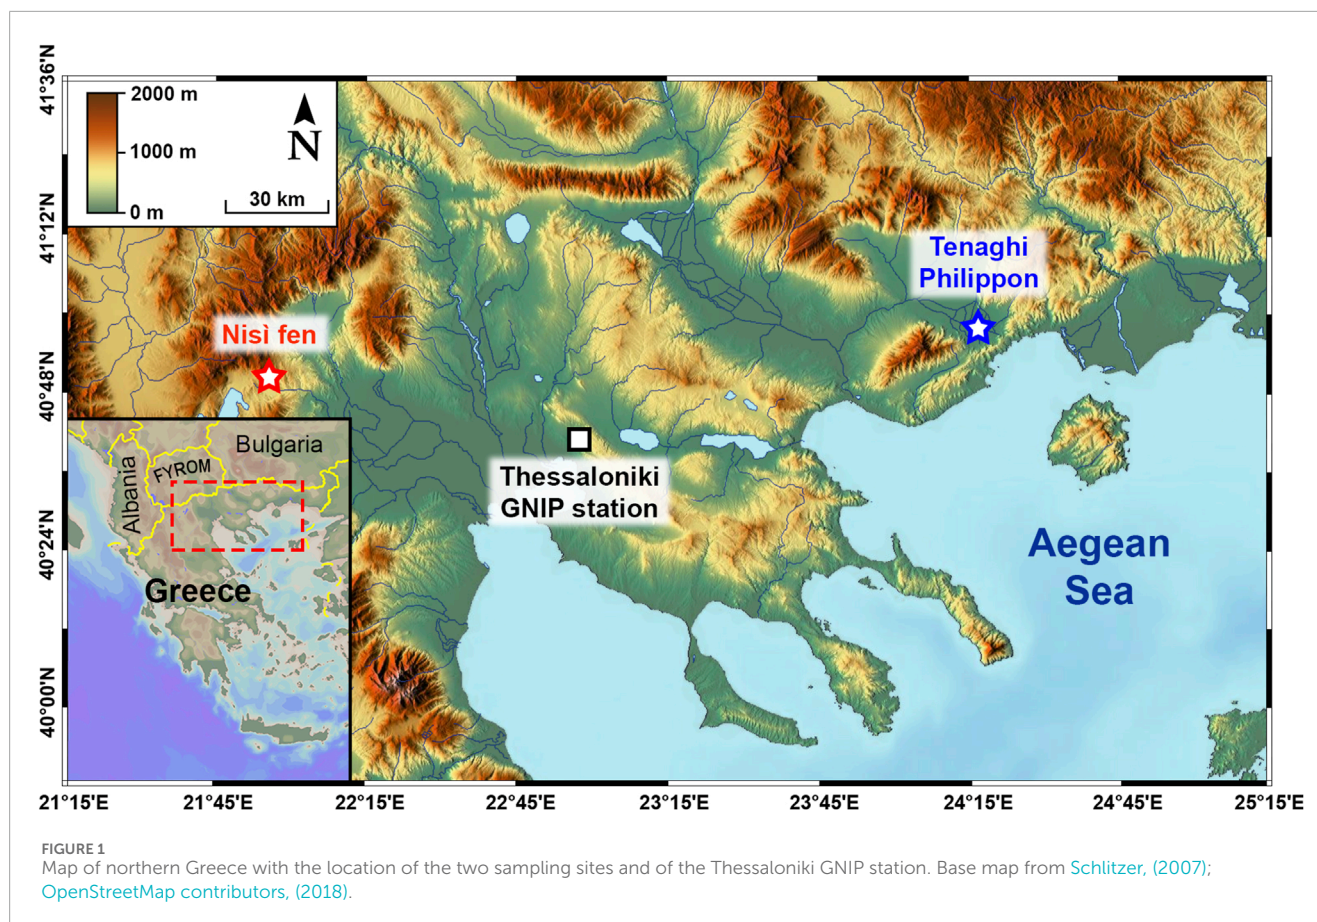 41°36'N
41°12'N
40°48'N
40°24'N
40°00'N
2000 m
1000 m
0 m
N
30 km
Tenaghi
Philippon
Nisì fen
Thessaloniki
GNIP station
Aegean
Sea
Bulgaria
FYROM
Albania
Greece
21°15'E
21°45'E
22°15'E
22°45'E
23°15'E
23°45'E
24°15'E
24°45'E
25°15'E
FIGURE 1
Map of northern Greece with the location of the two sampling sites and of the Thessaloniki GNIP station. Base map from Schlitzer, (2007);
OpenStreetMap contributors, (2018).